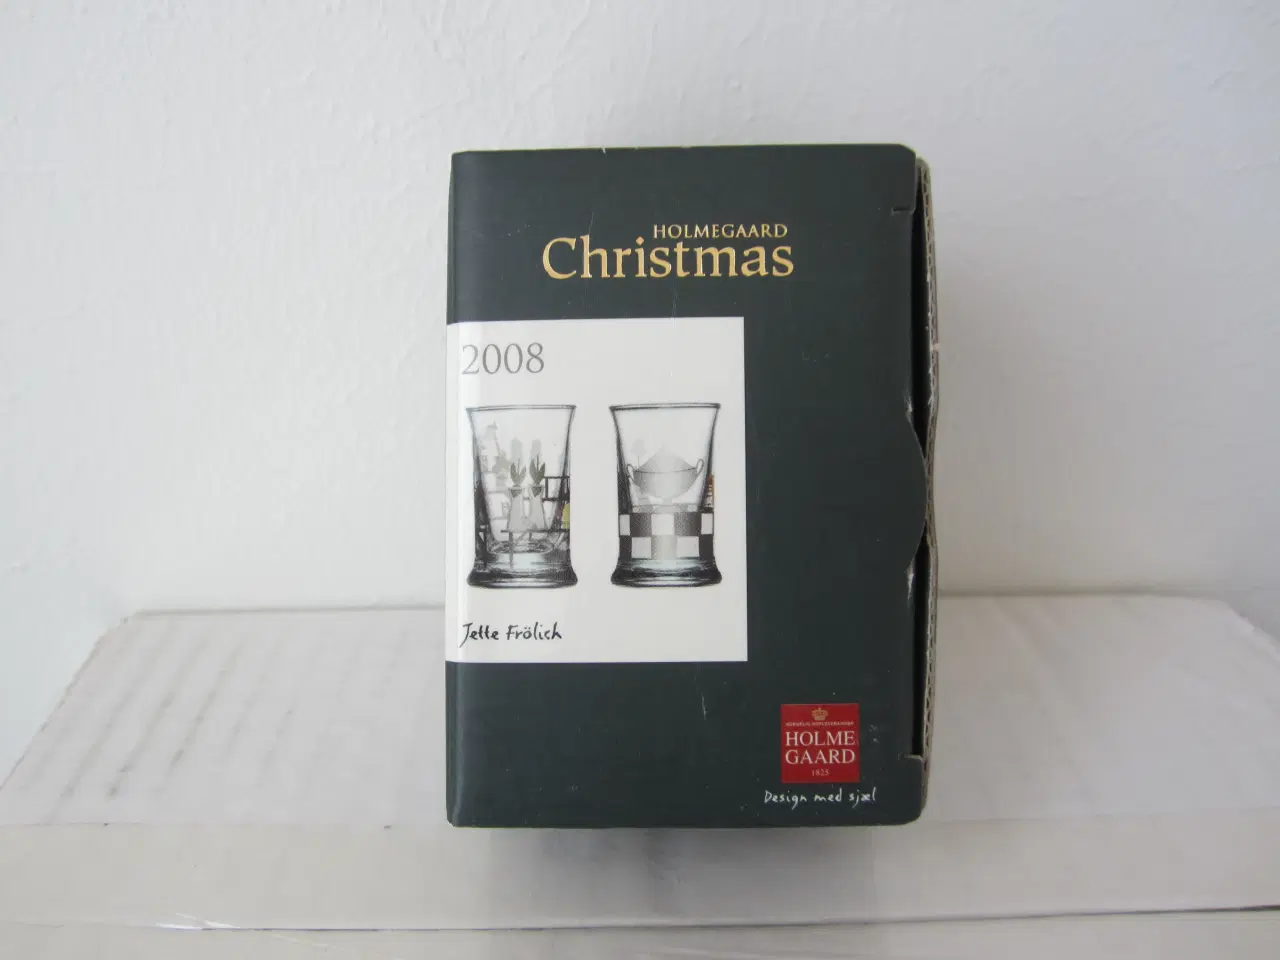 HOLMEGAARD
Christmas
2008
Jette Frölich
HOLME
GAARD
1825
Design med sjæl